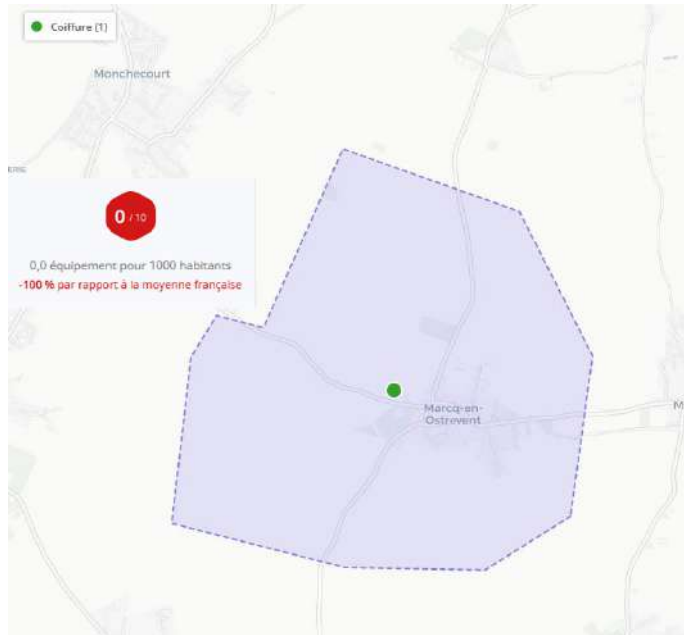 Coiffure (1)
Monchecourt
0 / 10
0,0 équipement pour 1000 habitants
-100 % par rapport à la moyenne française
Marcq-en-
Ostrevent
M